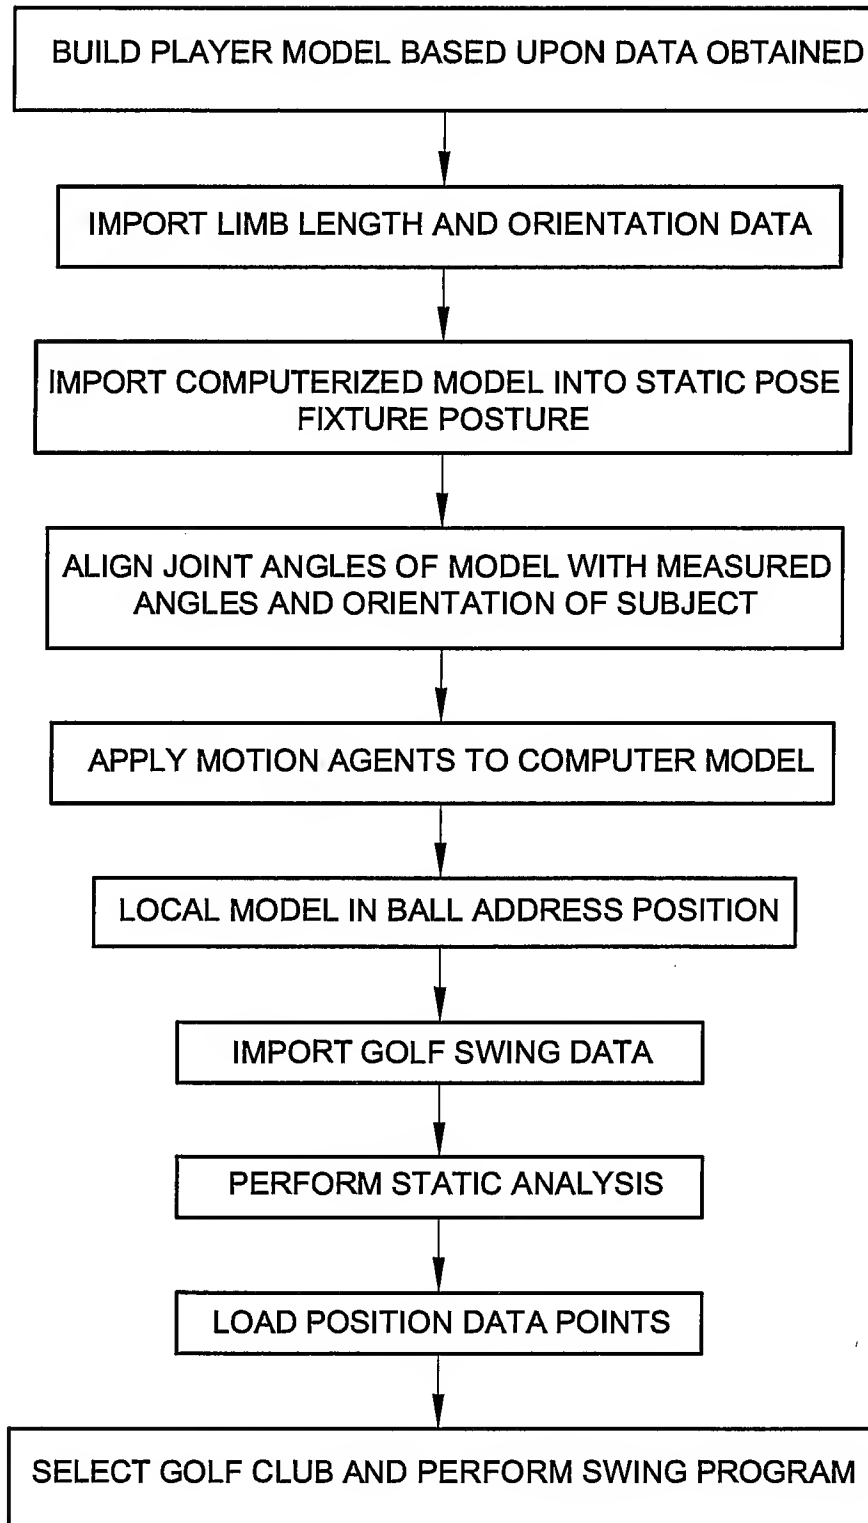 BUILD PLAYER MODEL BASED UPON DATA OBTAINED
IMPORT LIMB LENGTH AND ORIENTATION DATA
IMPORT COMPUTERIZED MODEL INTO STATIC POSE
FIXTURE POSTURE
ALIGN JOINT ANGLES OF MODEL WITH MEASURED
ANGLES AND ORIENTATION OF SUBJECT
APPLY MOTION AGENTS TO COMPUTER MODEL
LOCAL MODEL IN BALL ADDRESS POSITION
IMPORT GOLF SWING DATA
PERFORM STATIC ANALYSIS
LOAD POSITION DATA POINTS
SELECT GOLF CLUB AND PERFORM SWING PROGRAM